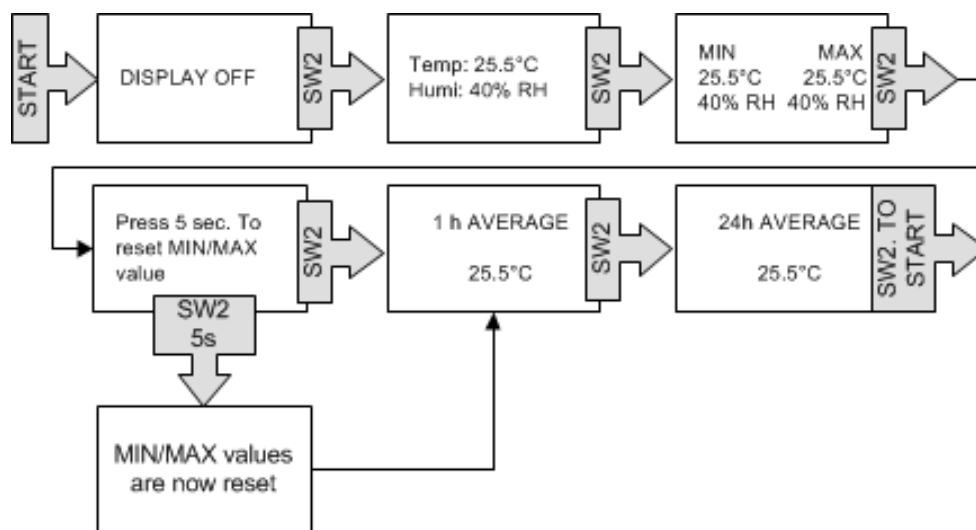 START
DISPLAY OFF
SW2
Temp: 25.5°C
Humi: 40% RH
SW2
MIN MAX
25.5°C 25.5°C
40% RH 40% RH
SW2
Press 5 sec. To
reset MIN/MAX
value
SW2
SW2
5s
MIN/MAX values
are now reset
1 h AVERAGE
25.5°C
SW2
24h AVERAGE
25.5°C
SW2. TO
START